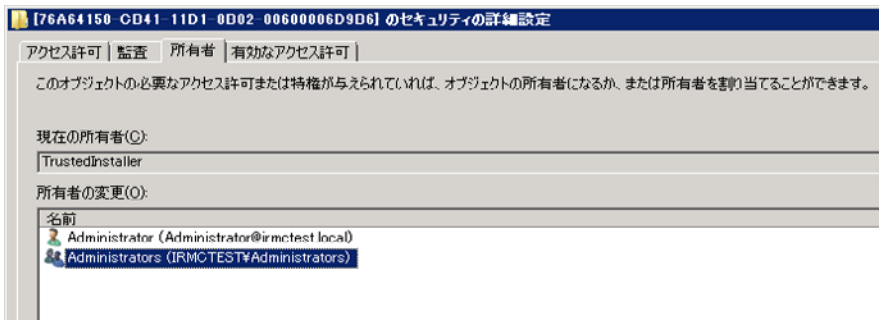 [76A64150-CD41-11D1-0D02-00600006D9D6] のセキュリティの詳細設定
アクセス許可 監査 所有者 有効なアクセス許可
このオブジェクトの必要なアクセス許可または特権が与えられていれば、オブジェクトの所有者になるか、または所有者を割り当てることができます。
現在の所有者(C):
TrustedInstaller
所有者の変更(O):
名前
Administrator (Administrator@irmctest.local)
Administrators (IRMCTEST¥Administrators)